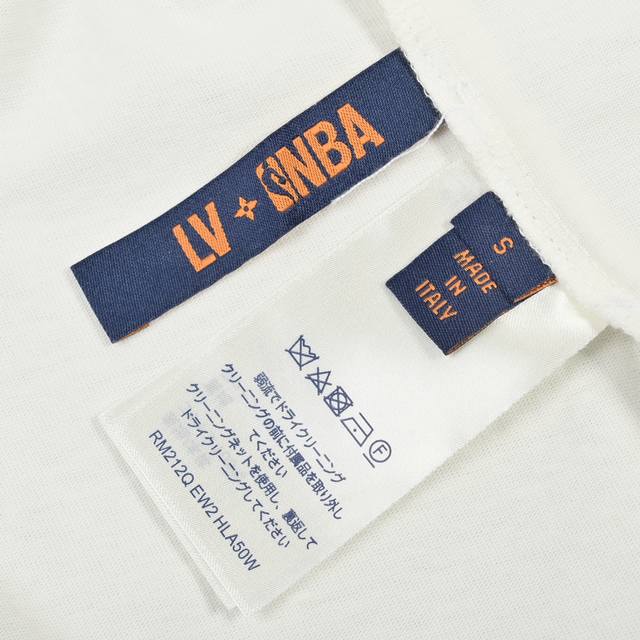 LV NBA
S
MADE
IN
ITALY
F
弱流でドライクリーニング
クリーニングの前に付属品を取り外し
てください
クリーニングネットを使用し、裏返して
ドライクリーニングしてください
RM212Q EW2 HLA50W